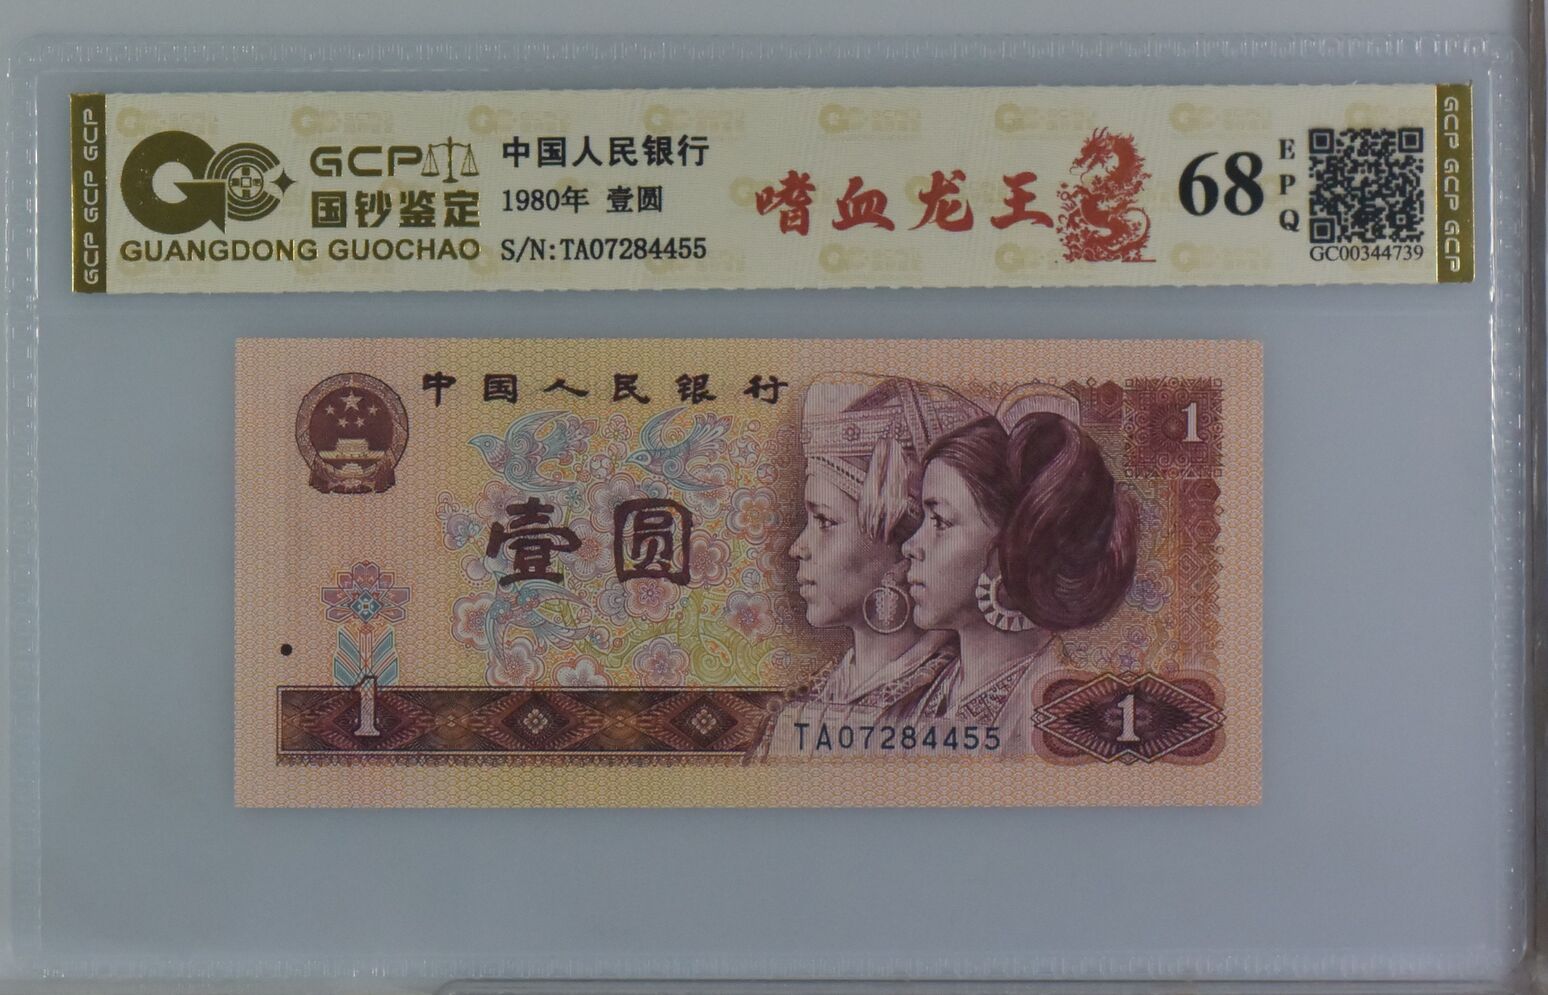 GCP GCP GCP
GCP
国钞鉴定
GUANGDONG GUOCHAO
中国人民银行
1980年 壹圆
S/N:TA07284455
嗜血龙王
68
EPQ
GC00344739
GCP GCP GCP
中国人民银行
1
壹圆
1
TA07284455
1